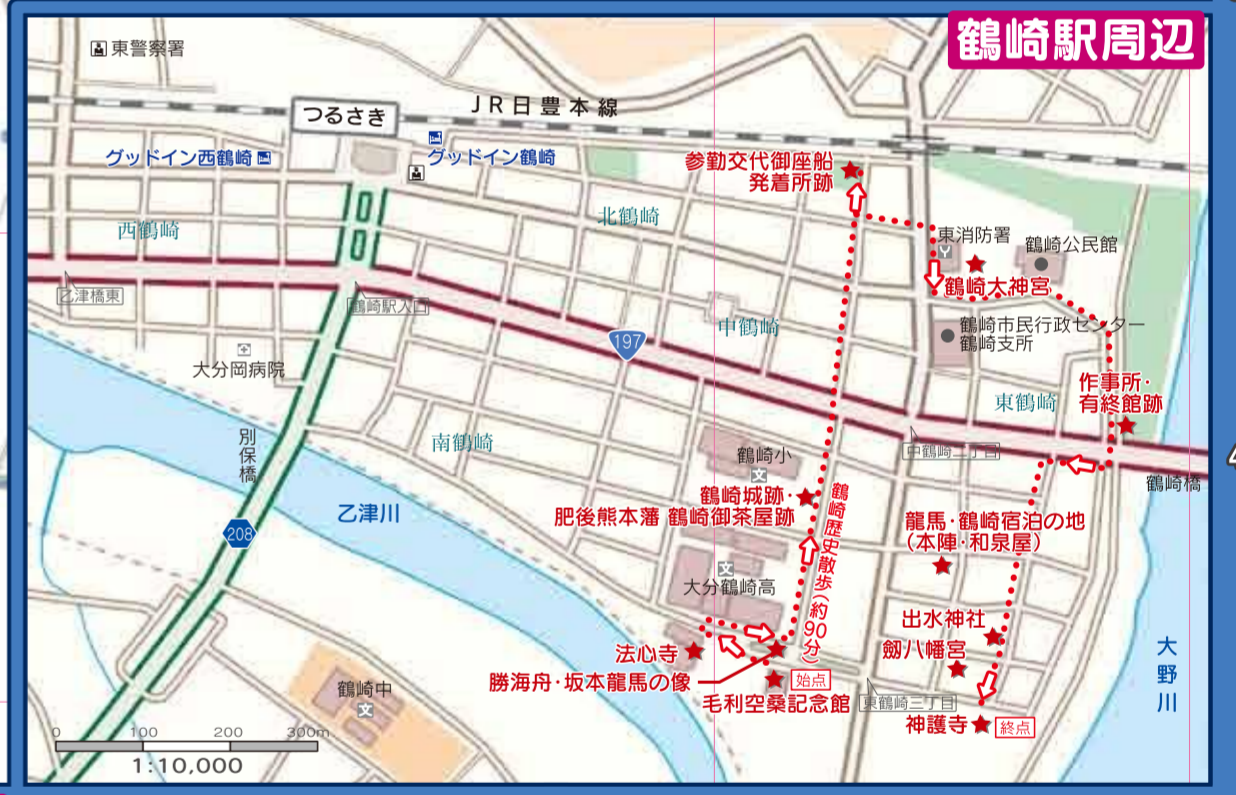 鶴崎駅周辺
東警察署
つるさき
JR日豊本線
グッドイン西鶴崎
グッドイン鶴崎
参勤交代御座船
発着所跡
西鶴崎
北鶴崎
東消防署
鶴崎公民館
鶴崎大神宮
乙津橋東
鶴崎駅入口
197
中鶴崎
鶴崎市民行政センター
鶴崎支所
大分岡病院
作事所・
有終館跡
東鶴崎
別保橋
南鶴崎
鶴崎小
文
中鶴崎二丁目
鶴崎橋
鶴崎城跡・
肥後熊本藩 鶴崎御茶屋跡
鶴崎歴史散歩(約90分)
龍馬・鶴崎宿泊の地
(本陣・和泉屋)
乙津川
208
文
大分鶴崎高
出水神社
劔八幡宮
法心寺
勝海舟・坂本龍馬の像
始点
毛利空桑記念館
東鶴崎三丁目
大野川
鶴崎中
文
神護寺
終点
0 100 200 300m
1:10,000